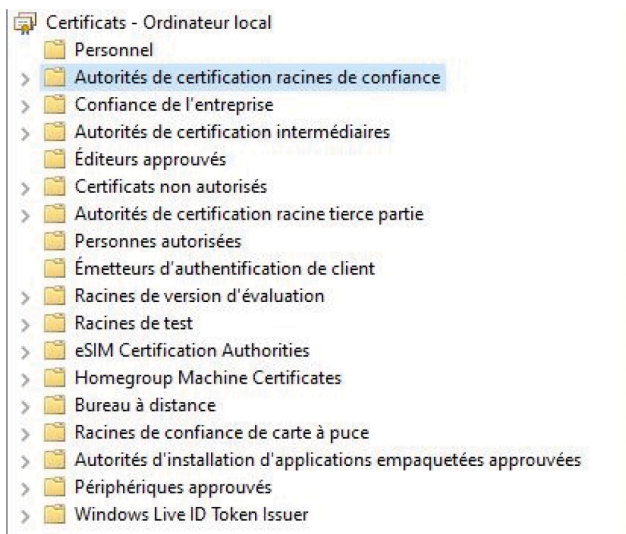 Certificats - Ordinateur local
Personnel
Autorités de certification racines de confiance
Confiance de l'entreprise
Autorités de certification intermédiaires
Éditeurs approuvés
Certificats non autorisés
Autorités de certification racine tierce partie
Personnes autorisées
Émetteurs d'authentification de client
Racines de version d'évaluation
Racines de test
eSIM Certification Authorities
Homegroup Machine Certificates
Bureau à distance
Racines de confiance de carte à puce
Autorités d'installation d'applications empaquetées approuvées
Périphériques approuvés
Windows Live ID Token Issuer